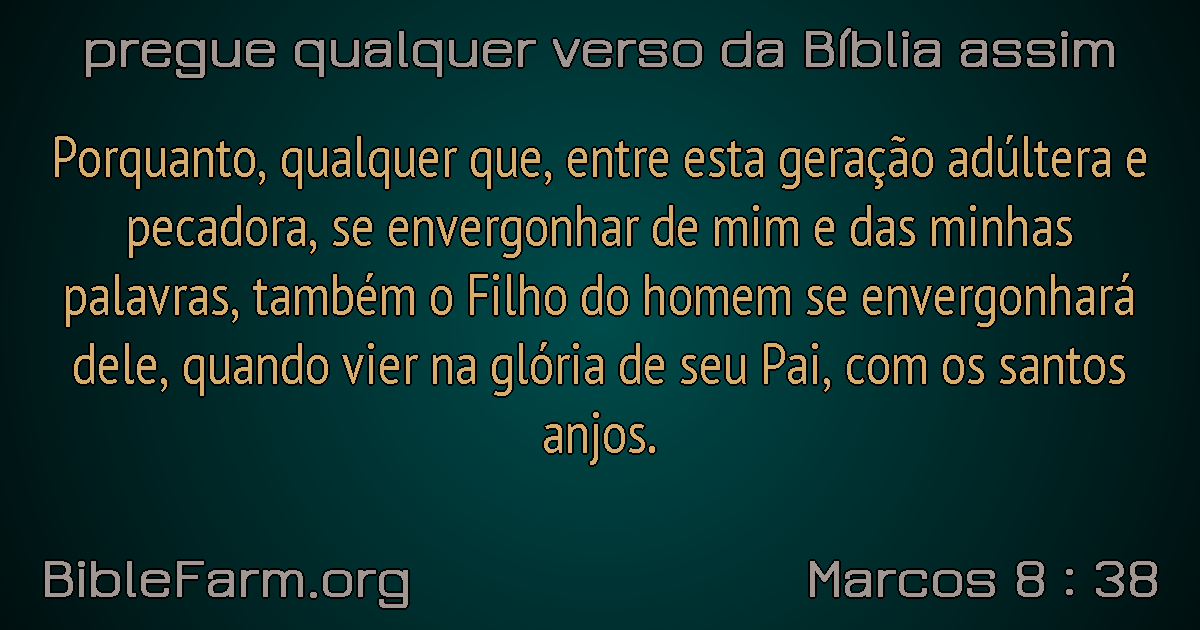 pregue qualquer verso da Bíblia assim
Porquanto, qualquer que, entre esta geração adúltera e
pecadora, se envergonhar de mim e das minhas
palavras, também o Filho do homem se envergonhará
dele, quando vier na glória de seu Pai, com os santos
anjos.
BibleFarm.org
Marcos 8 : 38